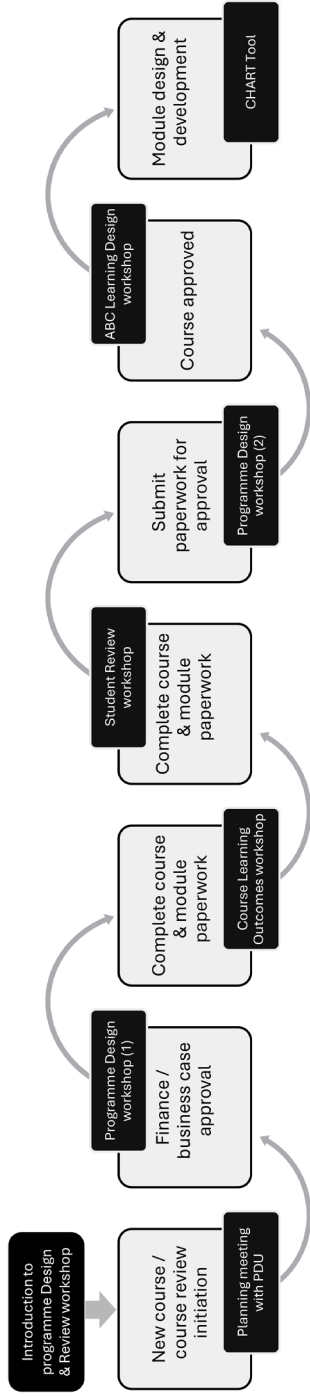 Introduction to
programme Design
& Review workshop
New course /
course review
initiation
Planning meeting
with PDU
Programme Design
workshop (1)
Finance /
business case
approval
Complete course
& module
paperwork
Course Learning
Outcomes workshop
Student Review
workshop
Complete course
& module
paperwork
Submit
paperwork for
approval
Programme Design
workshop (2)
ABC Learning Design
workshop
Course approved
Module design &
development
CHART Tool